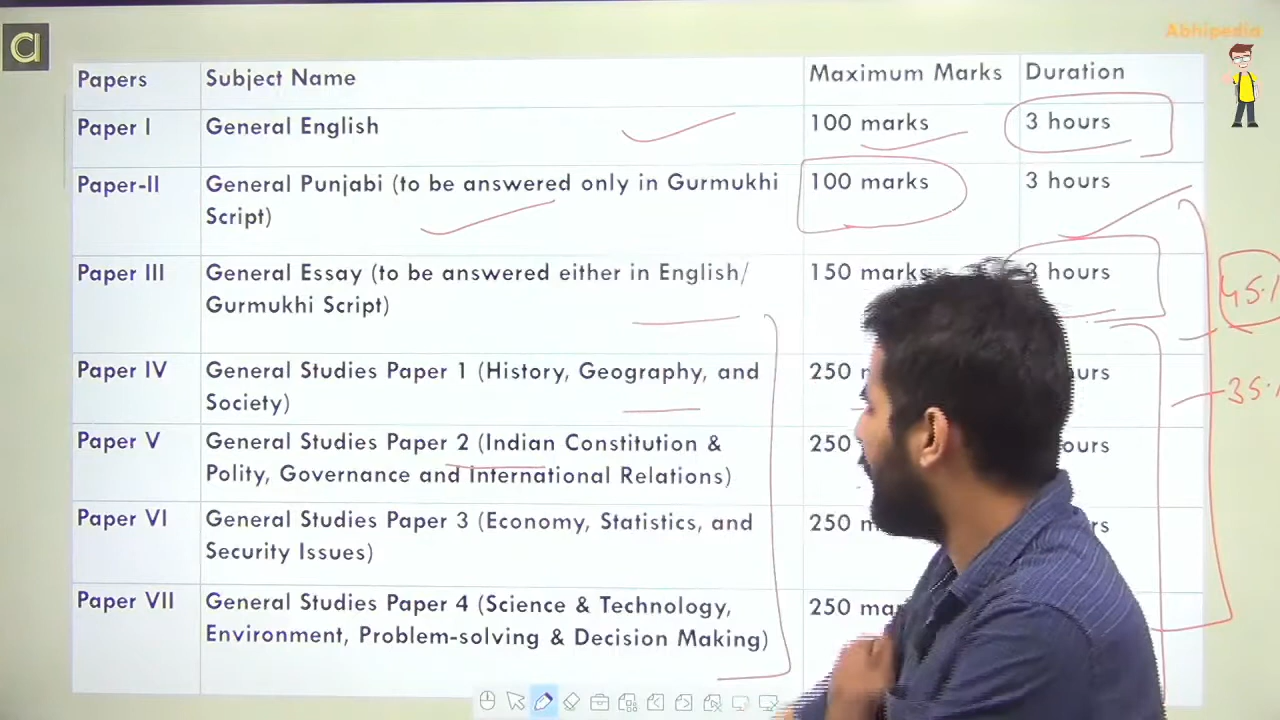 Abhipedia
Papers Subject Name Maximum Marks Duration
Paper I General English 100 marks 3 hours
Paper-II General Punjabi (to be answered only in Gurmukhi 100 marks 3 hours
Script)
Paper III General Essay (to be answered either in English/ 150 marks 3 hours
Gurmukhi Script)
45%
Paper IV General Studies Paper 1 (History, Geography, and 250
Society)
35%
Paper V General Studies Paper 2 (Indian Constitution & 250
Polity, Governance and International Relations)
Paper VI General Studies Paper 3 (Economy, Statistics, and 250
Security Issues)
Paper VII General Studies Paper 4 (Science & Technology, 250
Environment, Problem-solving & Decision Making)